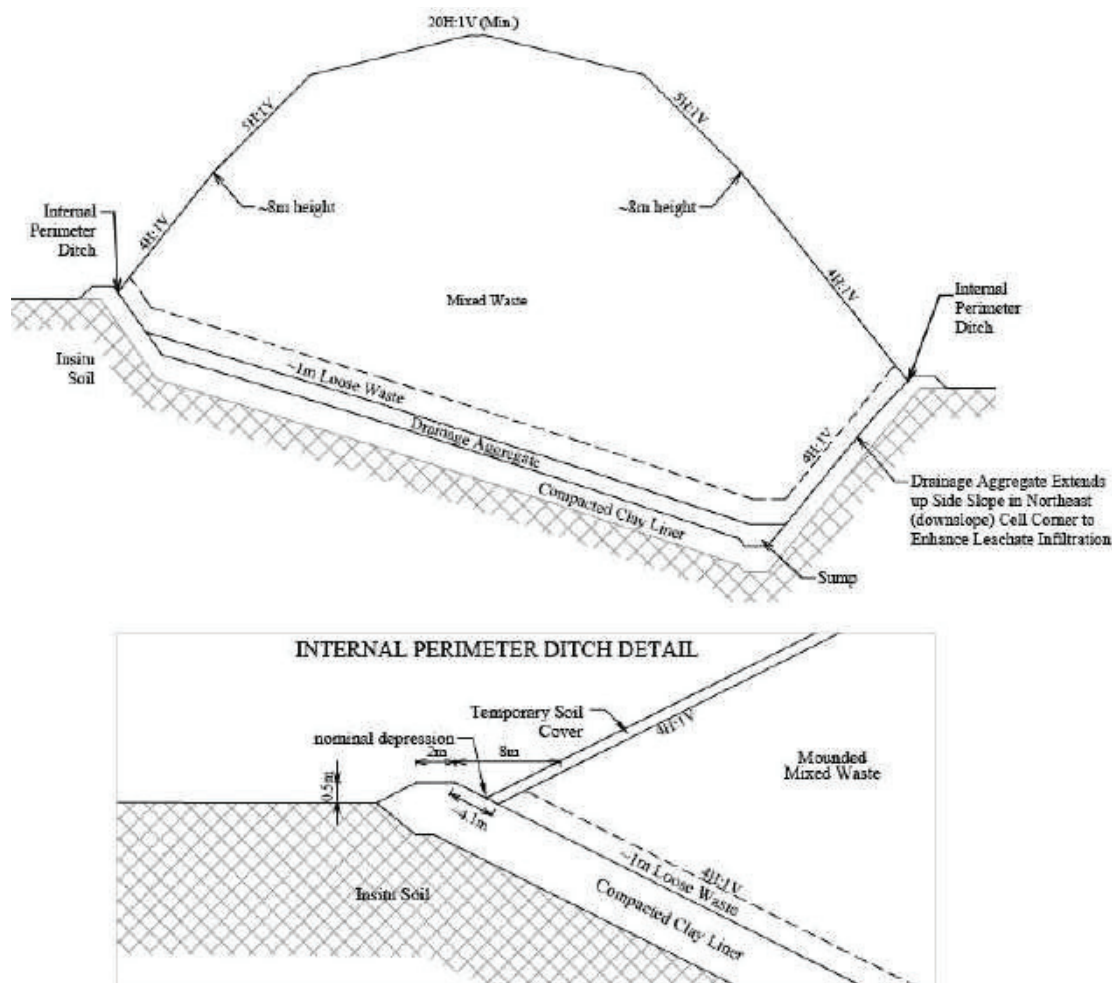 20H:1V (Min.)
5H:1V
5H:1V
~8m height
~8m height
Internal
Perimeter
Ditch
4H:1V
4H:1V
Internal
Perimeter
Ditch
Mixed Waste
Insitu
Soil
~1m Loose Waste
Drainage Aggregate
Compacted Clay Liner
4H:1V
Drainage Aggregate Extends
up Side Slope in Northeast
(downslope) Cell Corner to
Enhance Leachate Infiltration
Sump
INTERNAL PERIMETER DITCH DETAIL
Temporary Soil
Cover
4H:1V
nominal depression
2m
8m
Mounded
Mixed Waste
0.5m
~4.1m
4H:1V
~1m Loose Waste
Insitu Soil
Compacted Clay Liner